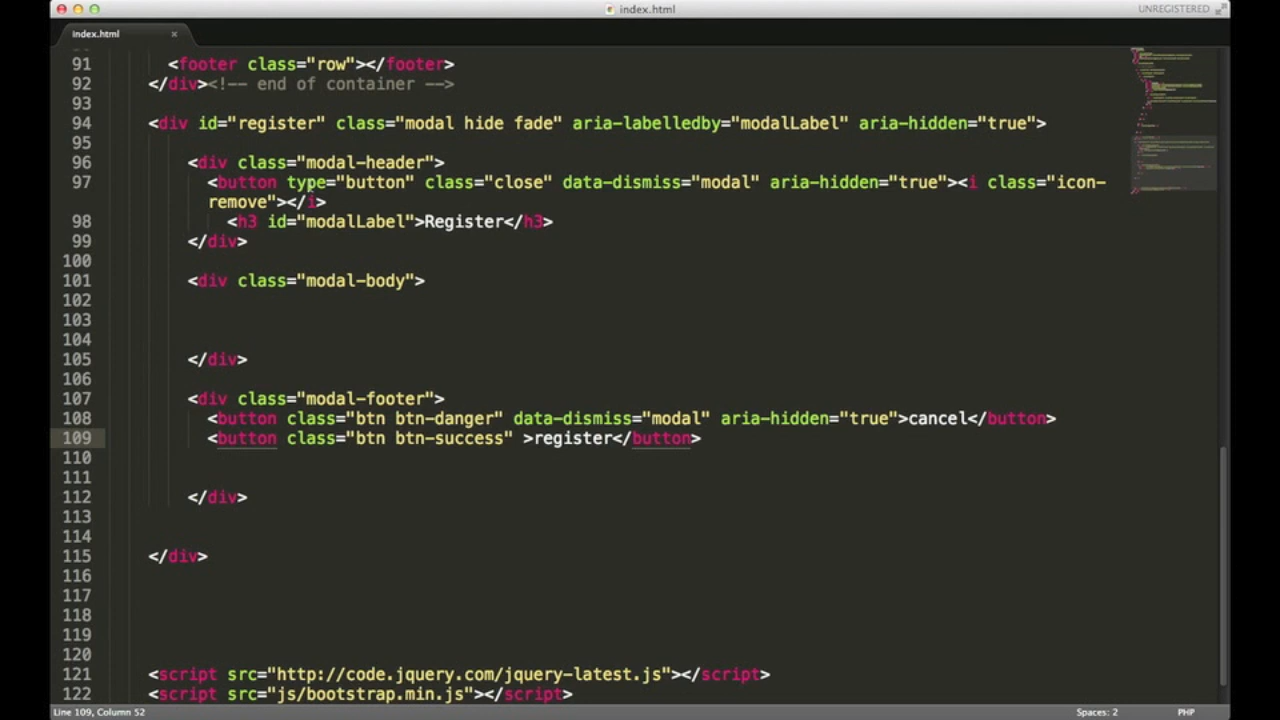 index.html
UNREGISTERED
index.html ×
91 <footer class="row"></footer>
92 </div><!-- end of container -->
93
94 <div id="register" class="modal hide fade" aria-labelledby="modalLabel" aria-hidden="true">
95
96 <div class="modal-header">
97 <button type="button" class="close" data-dismiss="modal" aria-hidden="true"><i class="icon-
remove"></i>
98 <h3 id="modalLabel">Register</h3>
99 </div>
100
101 <div class="modal-body">
102
103
104
105 </div>
106
107 <div class="modal-footer">
108 <button class="btn btn-danger" data-dismiss="modal" aria-hidden="true">cancel</button>
109 <button class="btn btn-success" >register</button>
110
111
112 </div>
113
114
115 </div>
116
117
118
119
120
121 <script src="http://code.jquery.com/jquery-latest.js"></script>
122 <script src="js/bootstrap.min.js"></script>
Line 109, Column 52
Spaces: 2
PHP